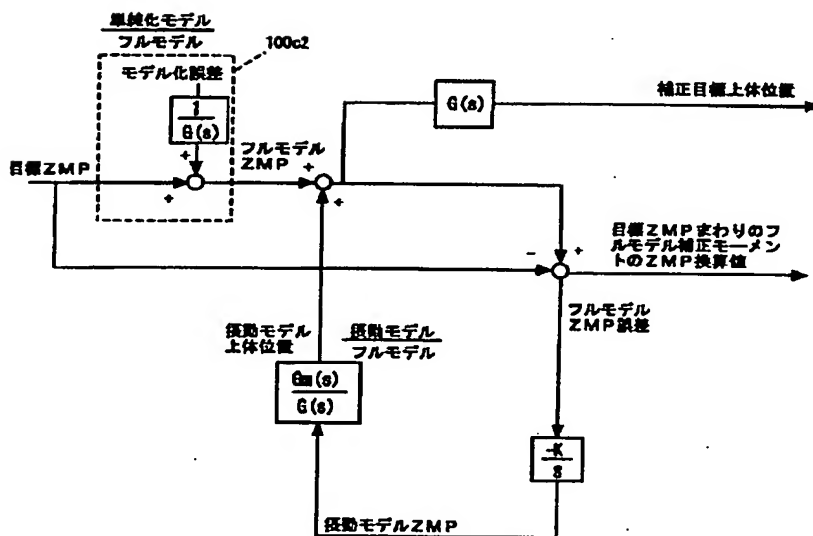 単純化モデル
フルモデル
100c2
モデル化誤差
1
G(s)
+
目標ZMP
+
フルモデル
ZMP
+
+
G(s)
補正目標上体位置
-
+
目標ZMPまわりのフ
ルモデル補正モーメン
トのZMP換算値
フルモデル
ZMP誤差
摂動モデル
上体位置
摂動モデル
フルモデル
Gm(s)
G(s)
-K
S
摂動モデルZMP